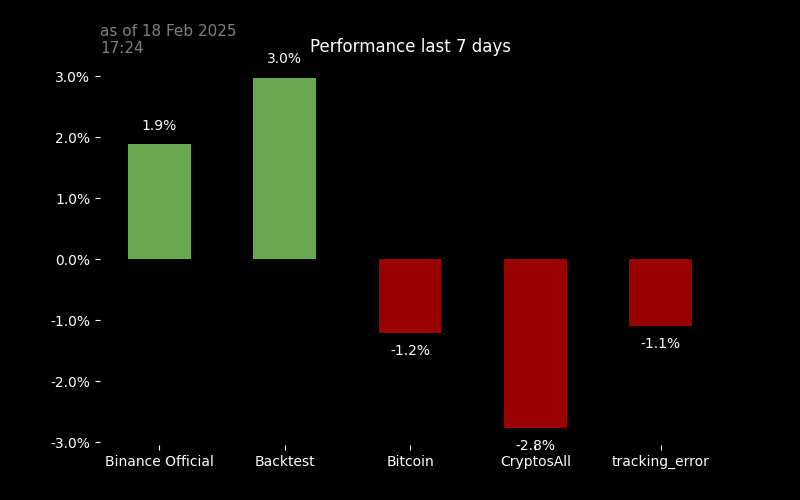 as of 18 Feb 2025
17:24
Performance last 7 days
3.0%
2.0%
1.0%
0.0%
-1.0%
-2.0%
-3.0%
1.9%
3.0%
-1.2%
-2.8%
-1.1%
Binance Official
Backtest
Bitcoin
CryptosAll
tracking_error